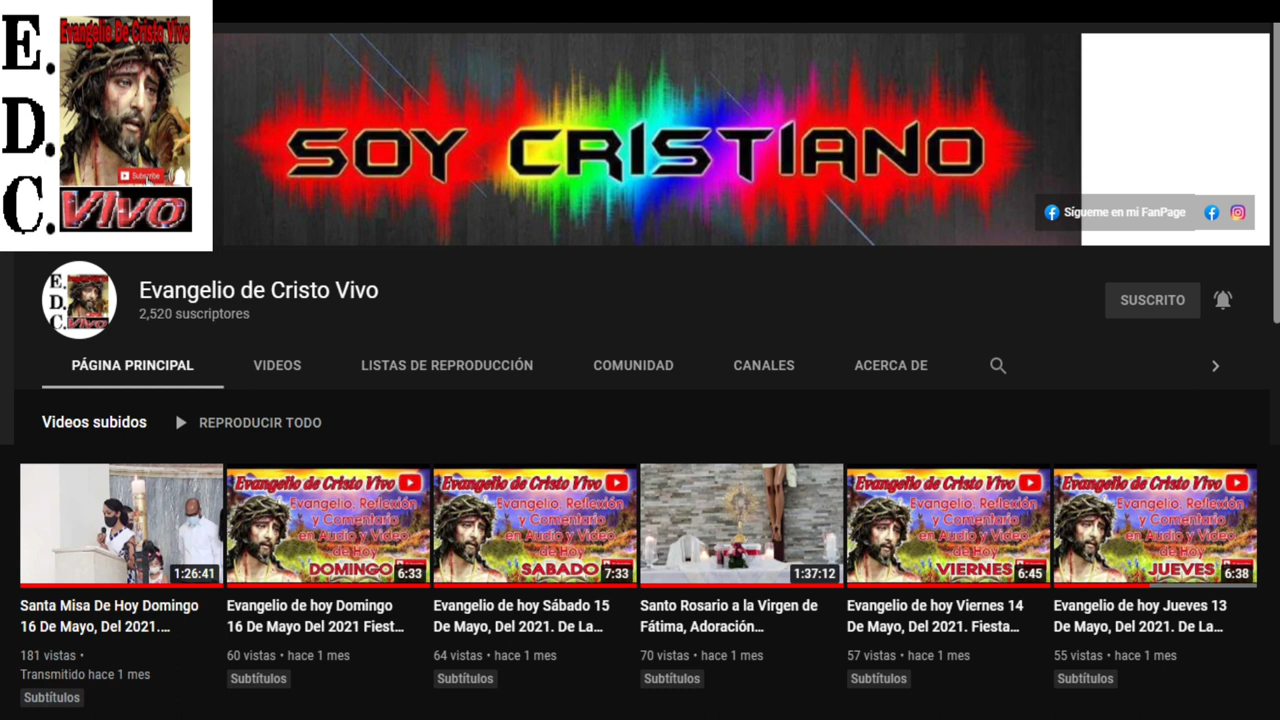 E.
D.
C.
Evangelio De Cristo Vivo
Subscribe
Vivo
SOY CRISTIANO
Sígueme en mi FanPage
E.
D.
C.
Vivo
Evangelio de Cristo Vivo
2,520 suscriptores
SUSCRITO
PÁGINA PRINCIPAL
VIDEOS
LISTAS DE REPRODUCCIÓN
COMUNIDAD
CANALES
ACERCA DE
Videos subidos
REPRODUCIR TODO
1:26:41
Santa Misa De Hoy Domingo
16 De Mayo, Del 2021....
181 vistas •
Transmitido hace 1 mes
Subtítulos
Evangelio de Cristo Vivo
Evangelio, Reflexión
y Comentario
en Audio y Video
de Hoy
DOMINGO
6:33
Evangelio de hoy Domingo
16 De Mayo Del 2021 Fiest...
60 vistas • hace 1 mes
Subtítulos
Evangelio de Cristo Vivo
Evangelio, Reflexión
y Comentario
en Audio y Video
de Hoy
SABADO
7:33
Evangelio de hoy Sábado 15
De Mayo, Del 2021. De La...
64 vistas • hace 1 mes
Subtítulos
1:37:12
Santo Rosario a la Virgen de
Fátima, Adoración...
70 vistas • hace 1 mes
Subtítulos
Evangelio de Cristo Vivo
Evangelio, Reflexión
y Comentario
en Audio y Video
de Hoy
VIERNES
6:45
Evangelio de hoy Viernes 14
De Mayo, Del 2021. Fiesta...
57 vistas • hace 1 mes
Subtítulos
Evangelio de Cristo Vivo
Evangelio, Reflexión
y Comentario
en Audio y Video
de Hoy
JUEVES
6:38
Evangelio de hoy Jueves 13
De Mayo, Del 2021. De La...
55 vistas • hace 1 mes
Subtítulos